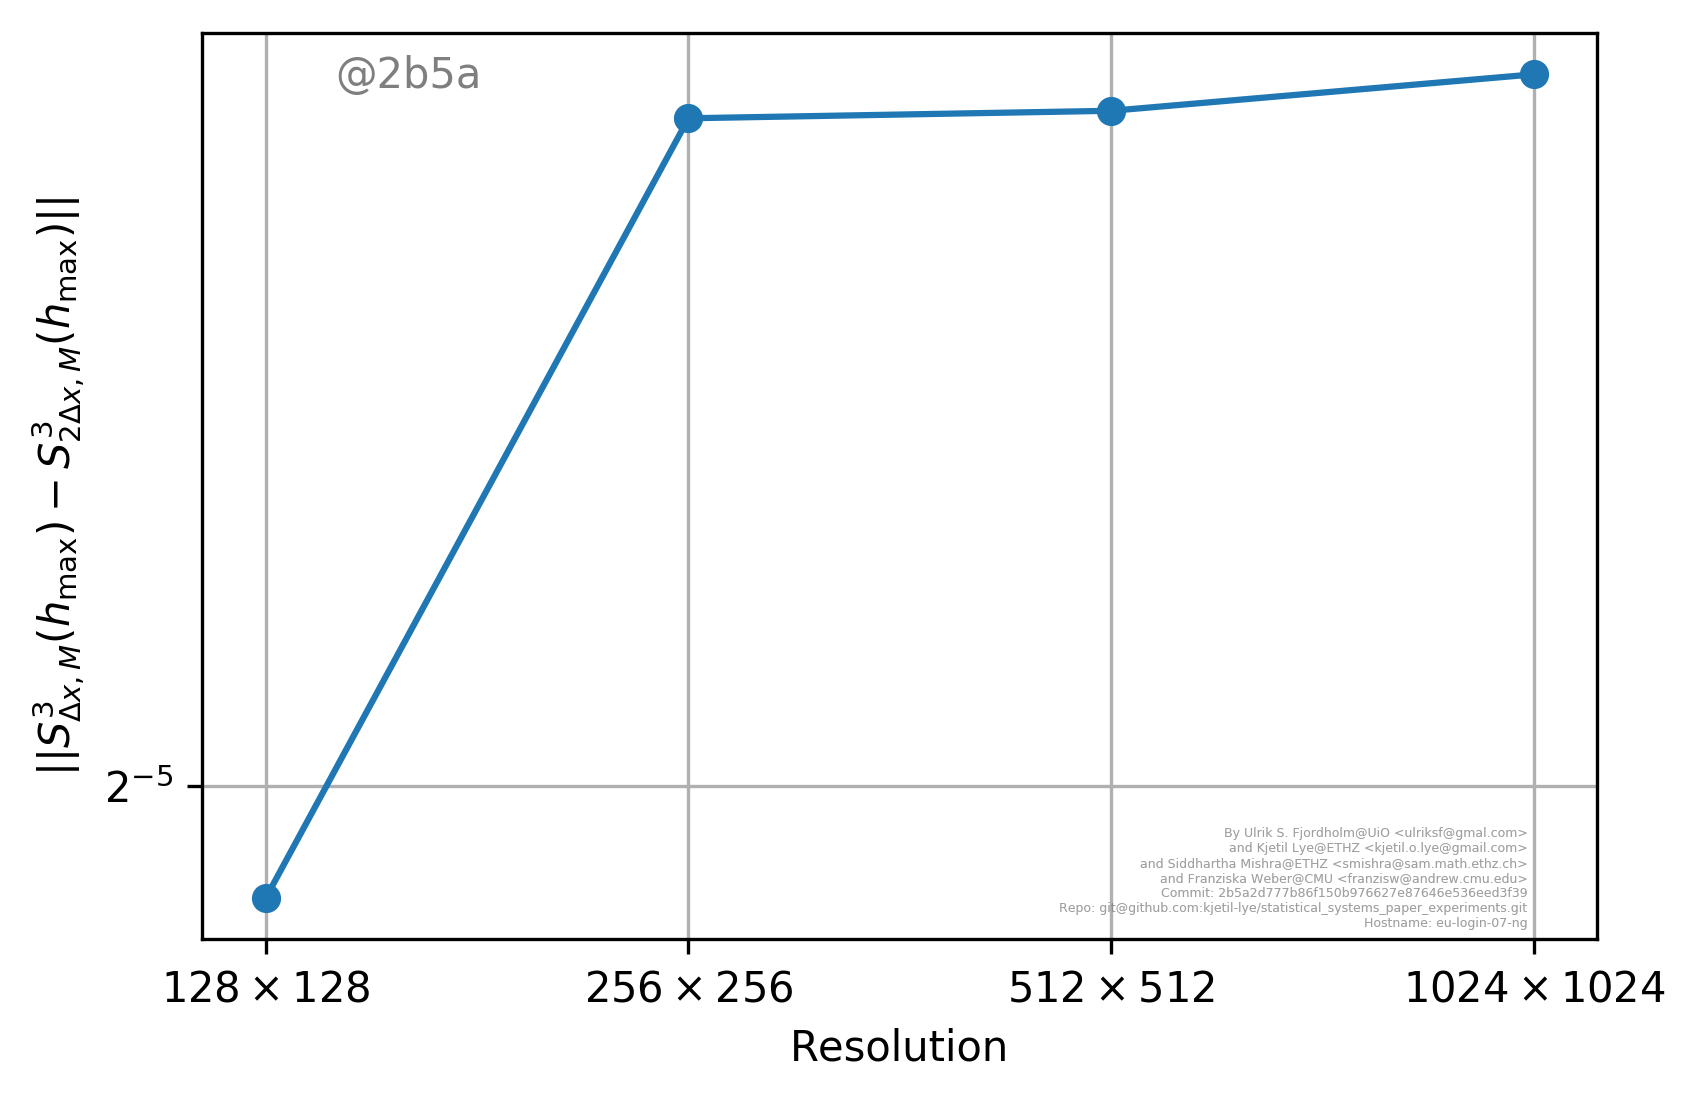 @2b5a
||S^3_{Δx, M}(h_max) − S^3_{2Δx, M}(h_max)||
2^−5
By Ulrik S. Fjordholm@UiO <ulriksf@gmal.com>
and Kjetil Lye@ETHZ <kjetil.o.lye@gmail.com>
and Siddhartha Mishra@ETHZ <smishra@sam.math.ethz.ch>
and Franziska Weber@CMU <franzisw@andrew.cmu.edu>
Commit: 2b5a2d777b86f150b976627e87646e536eed3f39
Repo: git@github.com:kjetil-lye/statistical_systems_paper_experiments.git
Hostname: eu-login-07-ng
128 × 128 256 × 256 512 × 512 1024 × 1024
Resolution